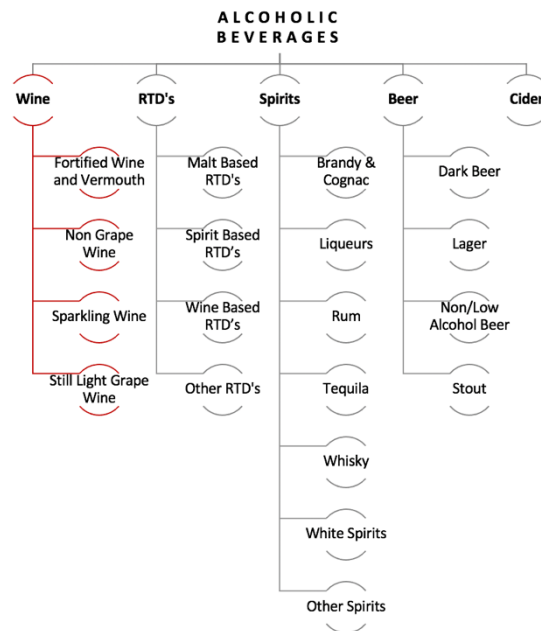 ALCOHOLIC
BEVERAGES
Wine
RTD's
Spirits
Beer
Cider
Fortified Wine
and Vermouth
Non Grape
Wine
Sparkling Wine
Still Light Grape
Wine
Malt Based
RTD's
Spirit Based
RTD’s
Wine Based
RTD’s
Other RTD's
Brandy &
Cognac
Liqueurs
Rum
Tequila
Whisky
White Spirits
Other Spirits
Dark Beer
Lager
Non/Low
Alcohol Beer
Stout